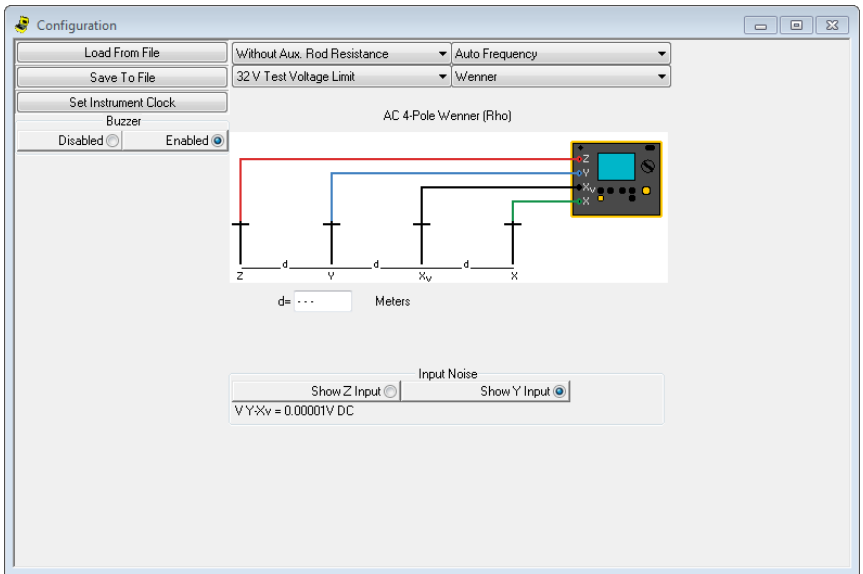 Configuration
Load From File
Without Aux. Rod Resistance
Auto Frequency
Save To File
32 V Test Voltage Limit
Wenner
Set Instrument Clock
Buzzer
Disabled
Enabled
AC 4-Pole Wenner (Rho)
Z
Y
Xv
X
d
d
d
Z
Y
Xv
X
d= ---
Meters
Input Noise
Show Z Input
Show Y Input
V Y-Xv = 0.00001V DC